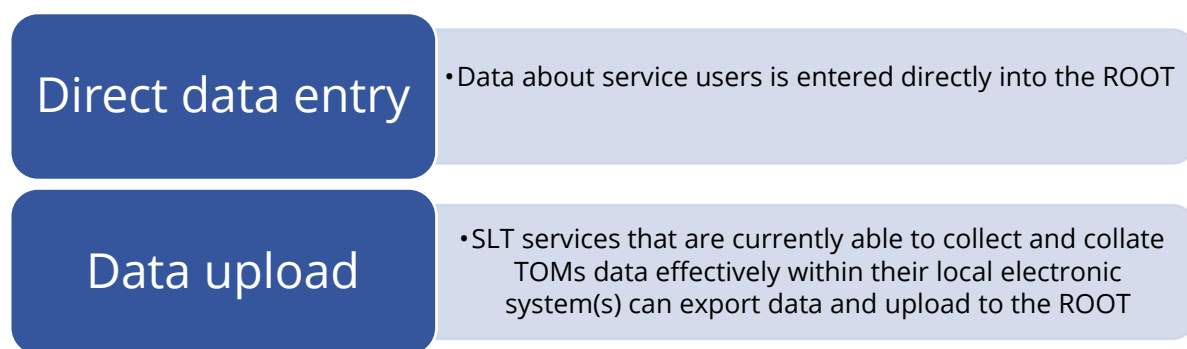 Direct data entry
•Data about service users is entered directly into the ROOT
Data upload
•SLT services that are currently able to collect and collate
TOMs data effectively within their local electronic
system(s) can export data and upload to the ROOT